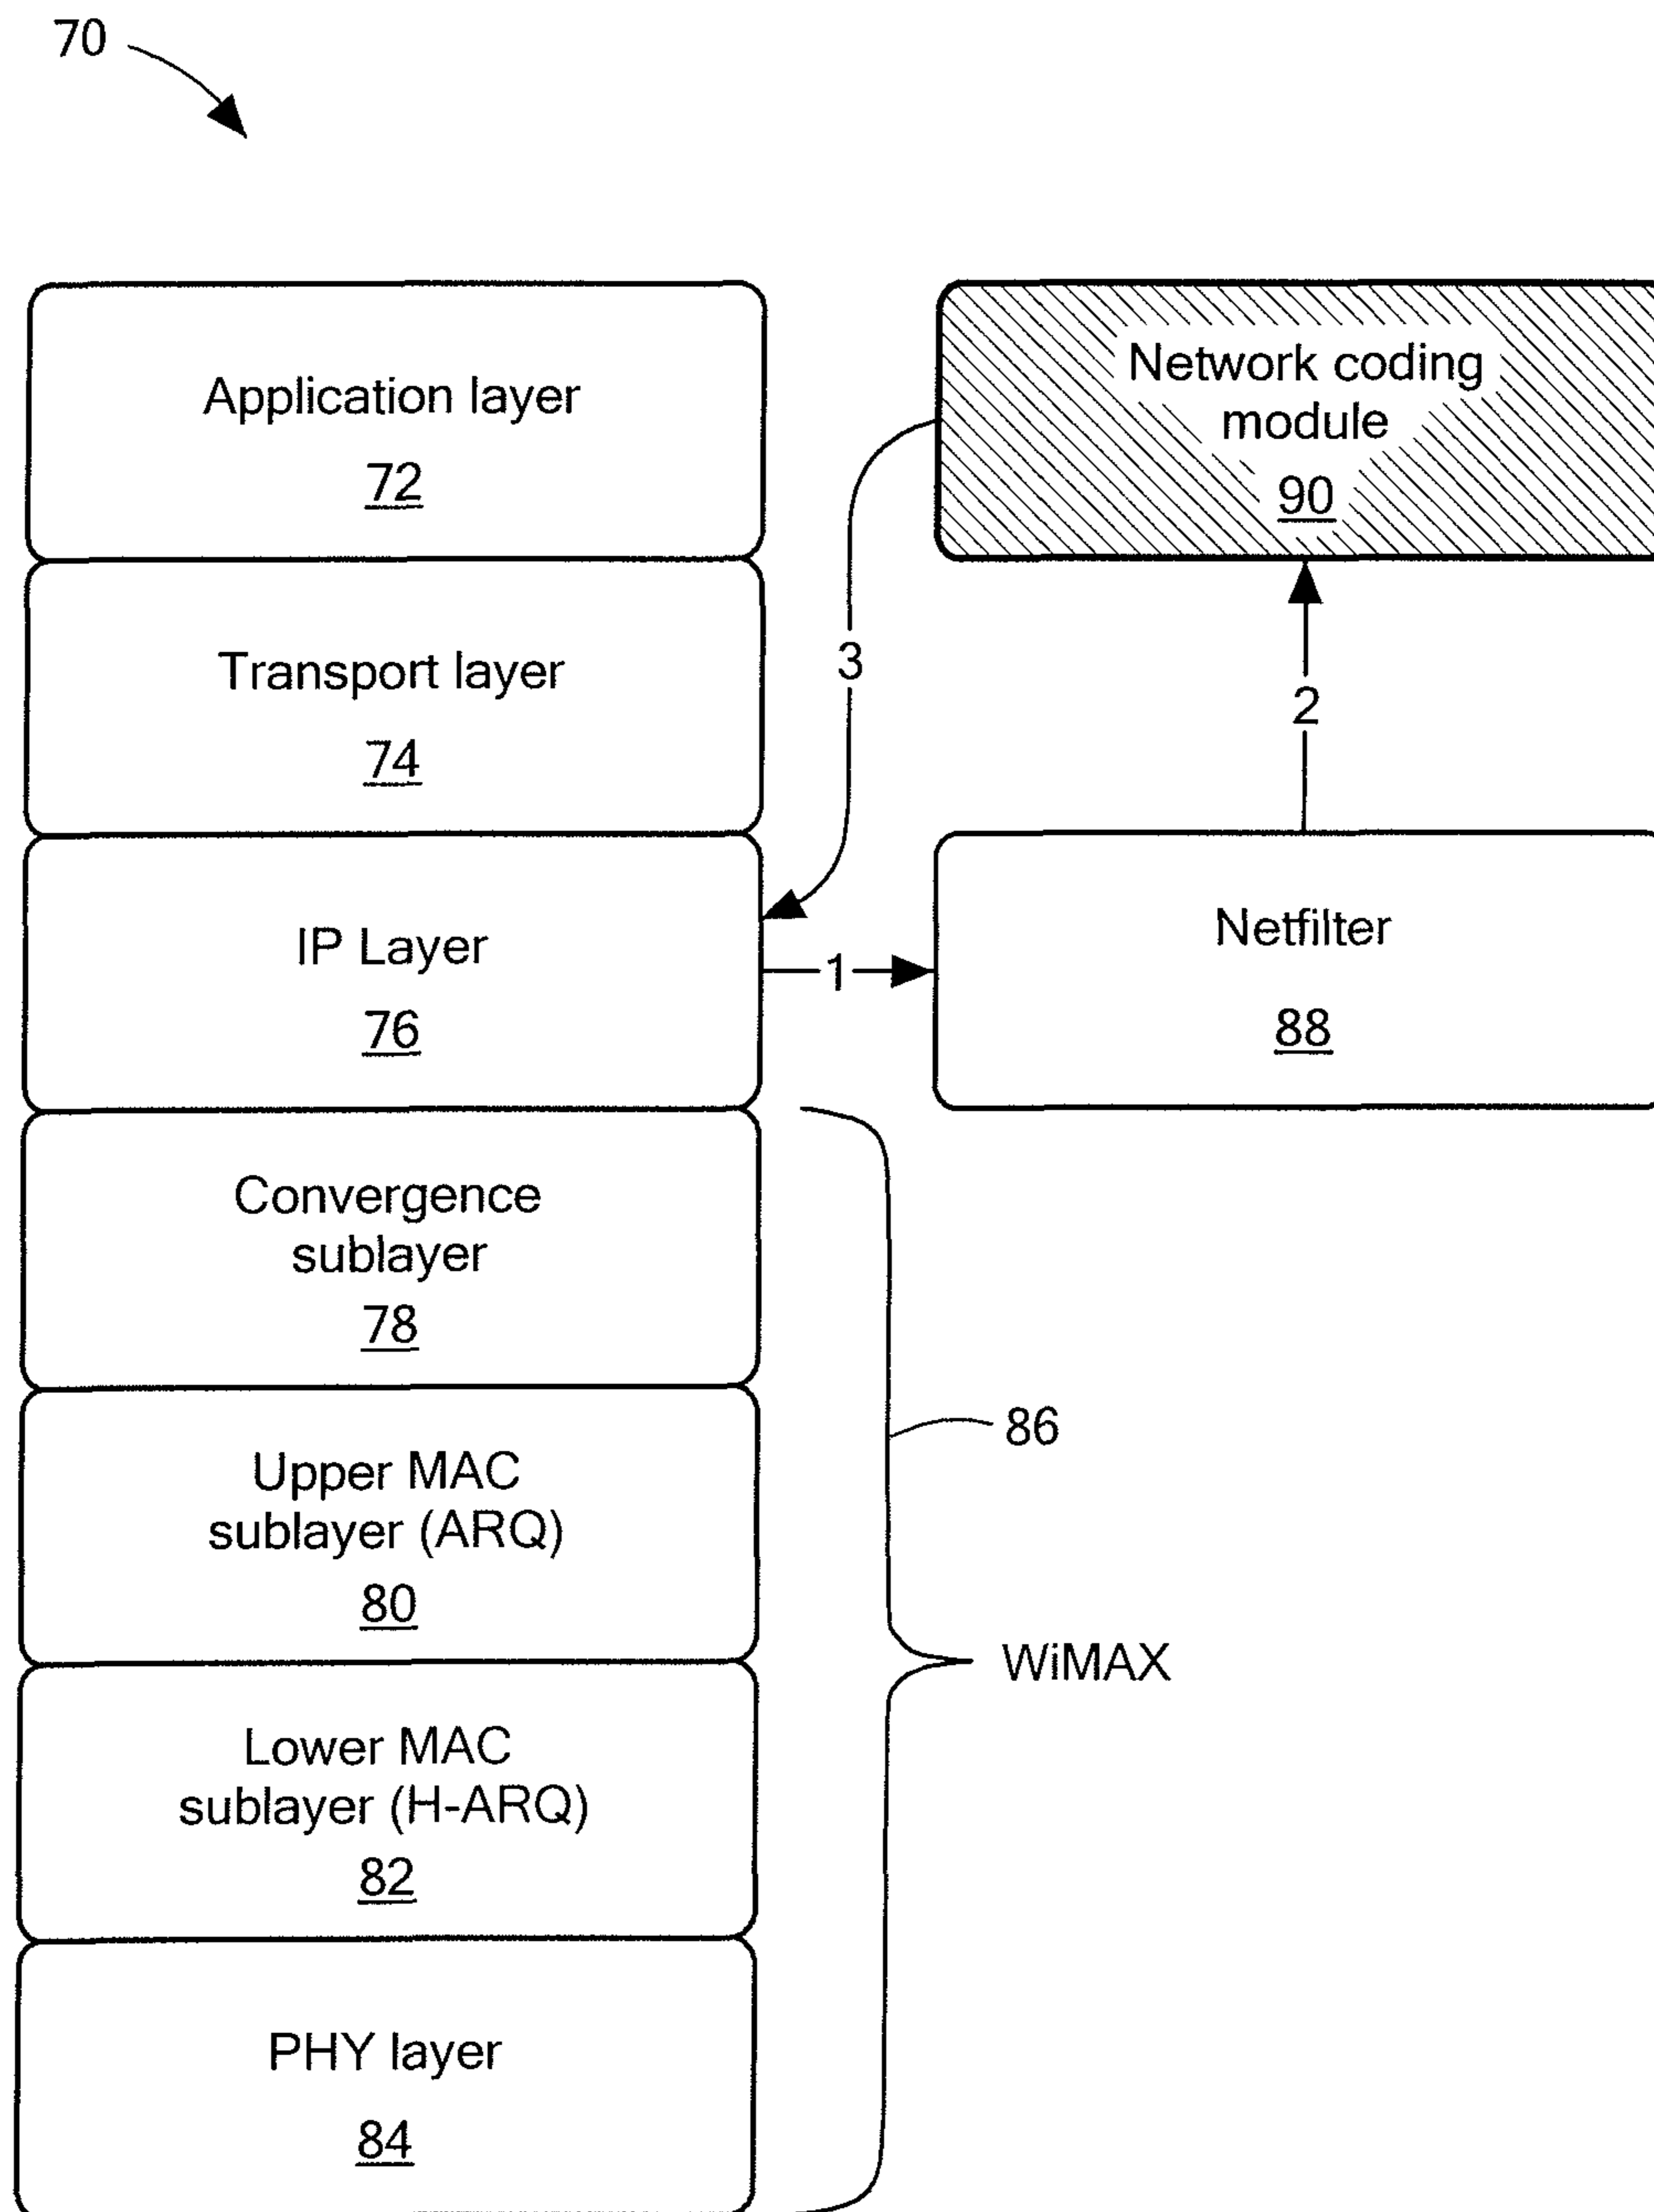 70
Application layer
72
Network coding
module
90
Transport layer
74
3
2
IP Layer
76
1
Netfilter
88
Convergence
sublayer
78
86
Upper MAC
sublayer (ARQ)
80
WiMAX
Lower MAC
sublayer (H-ARQ)
82
PHY layer
84